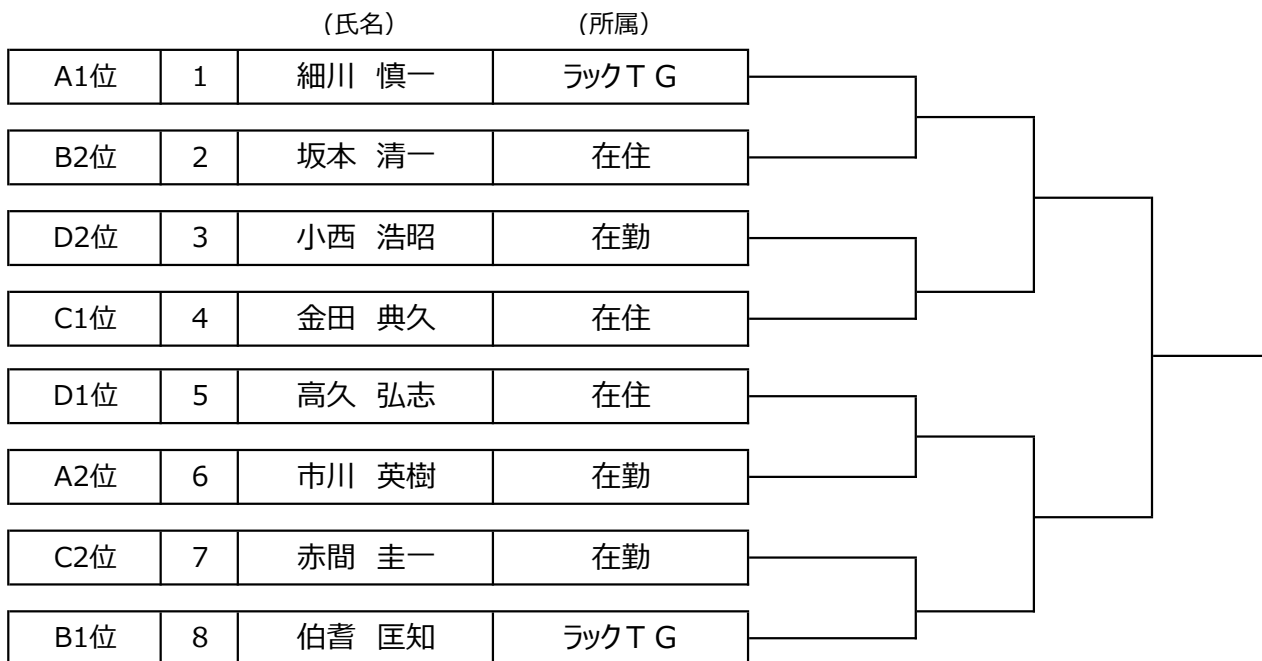 （氏名） （所属）
A1位 1 細川 慎一 ラックＴＧ
B2位 2 坂本 清一 在住
D2位 3 小西 浩昭 在勤
C1位 4 金田 典久 在住
D1位 5 高久 弘志 在住
A2位 6 市川 英樹 在勤
C2位 7 赤間 圭一 在勤
B1位 8 伯耆 匡知 ラックＴＧ